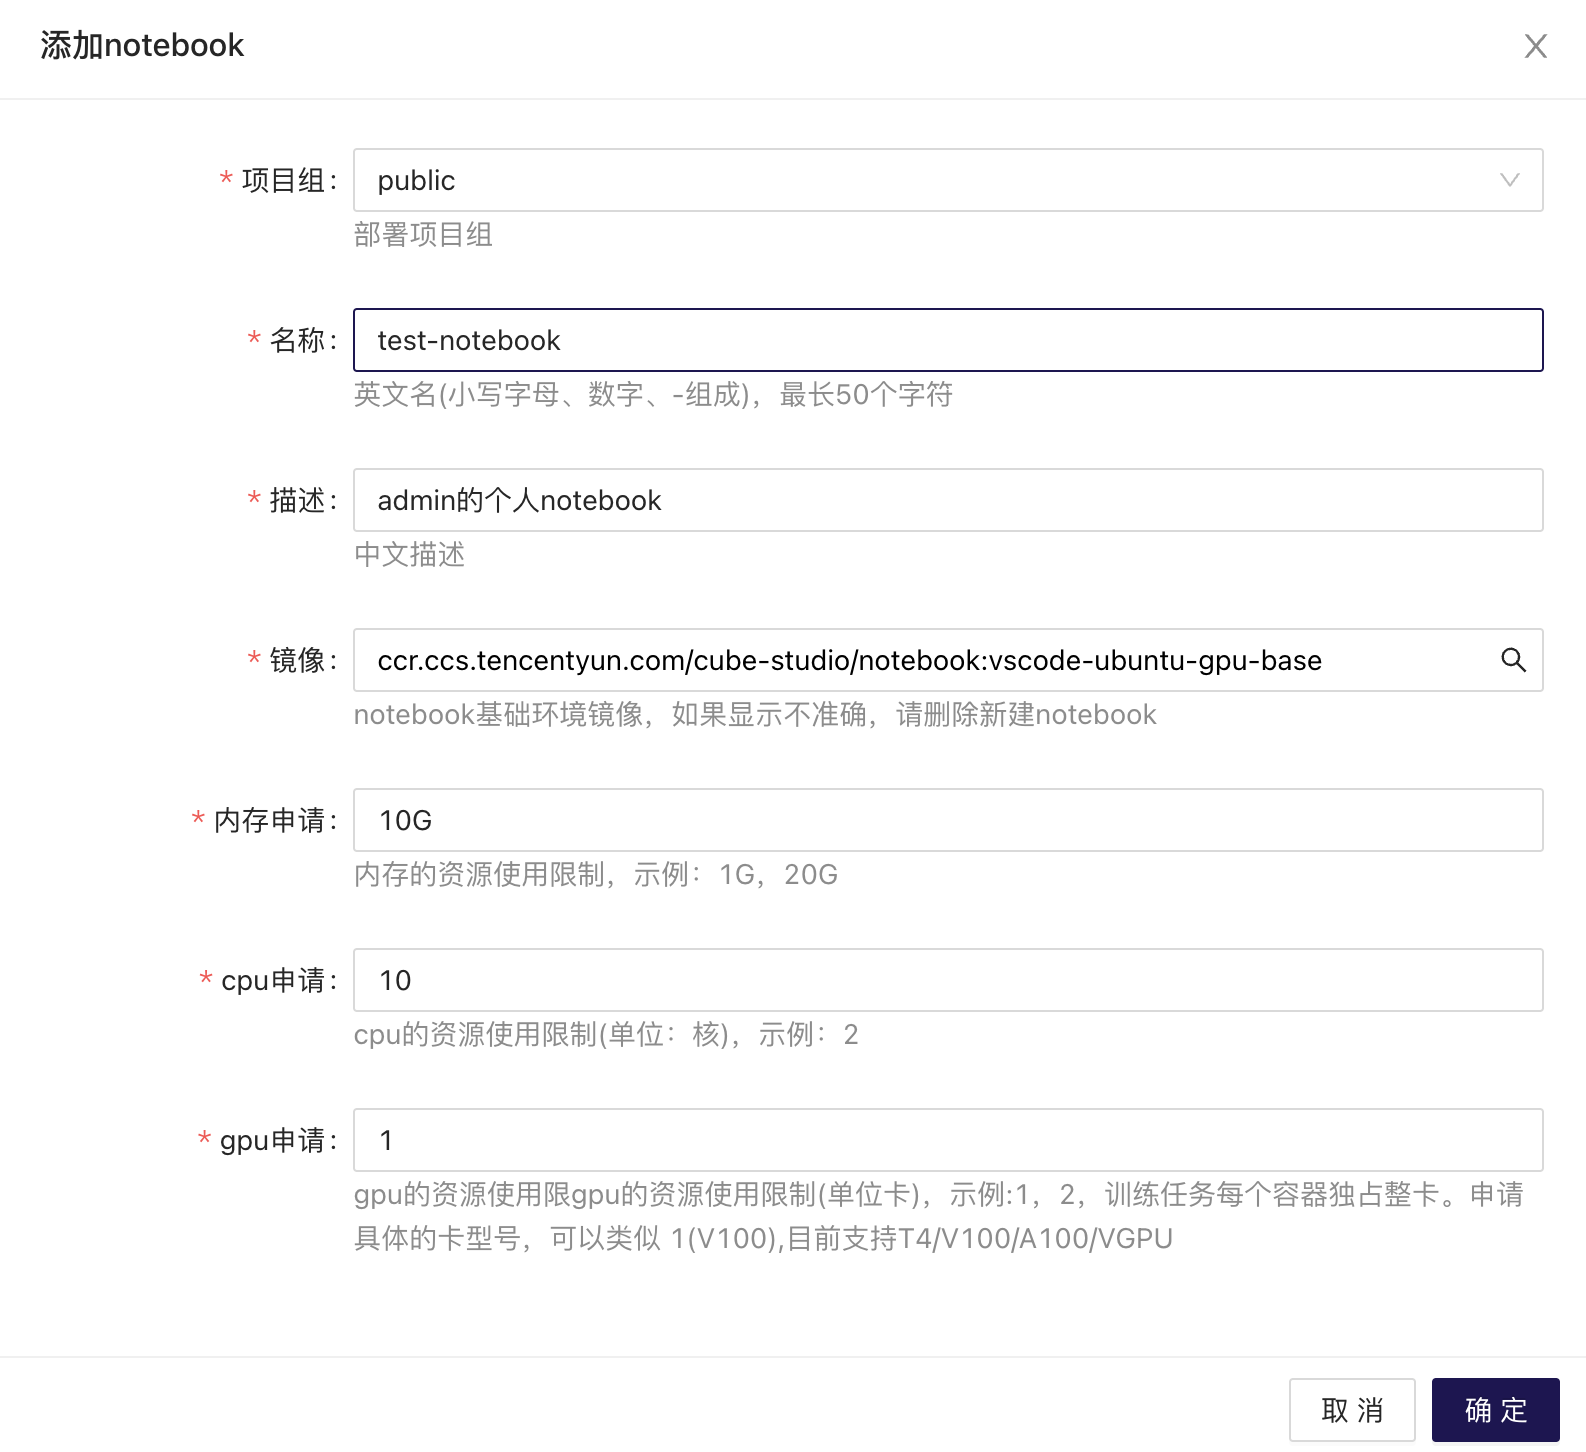 添加notebook
* 项目组: public
部署项目组
* 名称: test-notebook
英文名(小写字母、数字、-组成)，最长50个字符
* 描述: admin的个人notebook
中文描述
* 镜像: ccr.ccs.tencentyun.com/cube-studio/notebook:vscode-ubuntu-gpu-base
notebook基础环境镜像，如果显示不准确，请删除新建notebook
* 内存申请: 10G
内存的资源使用限制，示例：1G，20G
* cpu申请: 10
cpu的资源使用限制(单位：核)，示例：2
* gpu申请: 1
gpu的资源使用限gpu的资源使用限制(单位卡)，示例:1，2，训练任务每个容器独占整卡。申请
具体的卡型号，可以类似 1(V100),目前支持T4/V100/A100/VGPU
取 消 确 定